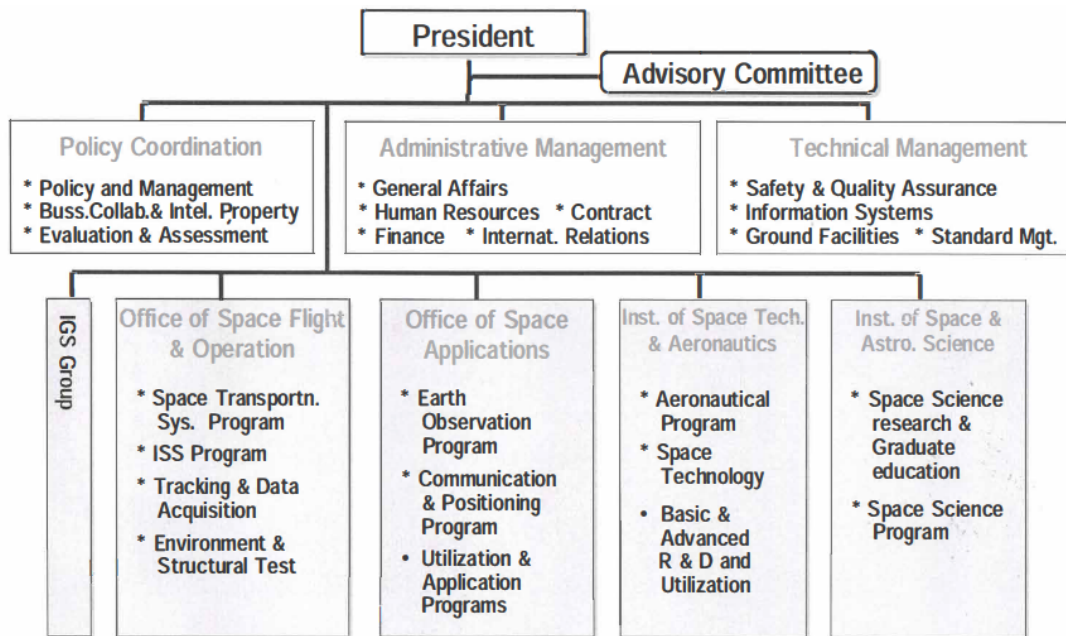 President
Advisory Committee
Policy Coordination
* Policy and Management
* Buss.Collab.& Intel. Property
* Evaluation & Assessment
Administrative Management
* General Affairs
* Human Resources * Contract
* Finance * Internat. Relations
Technical Management
* Safety & Quality Assurance
* Information Systems
* Ground Facilities * Standard Mgt.
IGS Group
Office of Space Flight
& Operation
* Space Transportn.
Sys. Program
* ISS Program
* Tracking & Data
Acquisition
* Environment &
Structural Test
Office of Space
Applications
* Earth
Observation
Program
* Communication
& Positioning
Program
• Utilization &
Application
Programs
Inst. of Space Tech.
& Aeronautics
* Aeronautical
Program
* Space
Technology
• Basic &
Advanced
R & D and
Utilization
Inst. of Space &
Astro. Science
* Space Science
research &
Graduate
education
* Space Science
Program